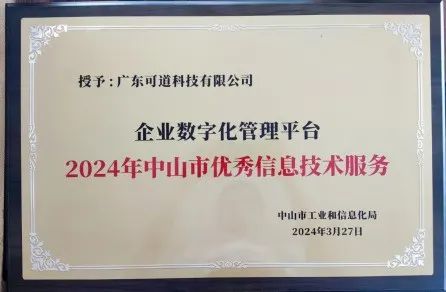 授予:广东可道科技有限公司
企业数字化管理平台
2024年中山市优秀信息技术服务
中山市工业和信息化局
2024年3月27日